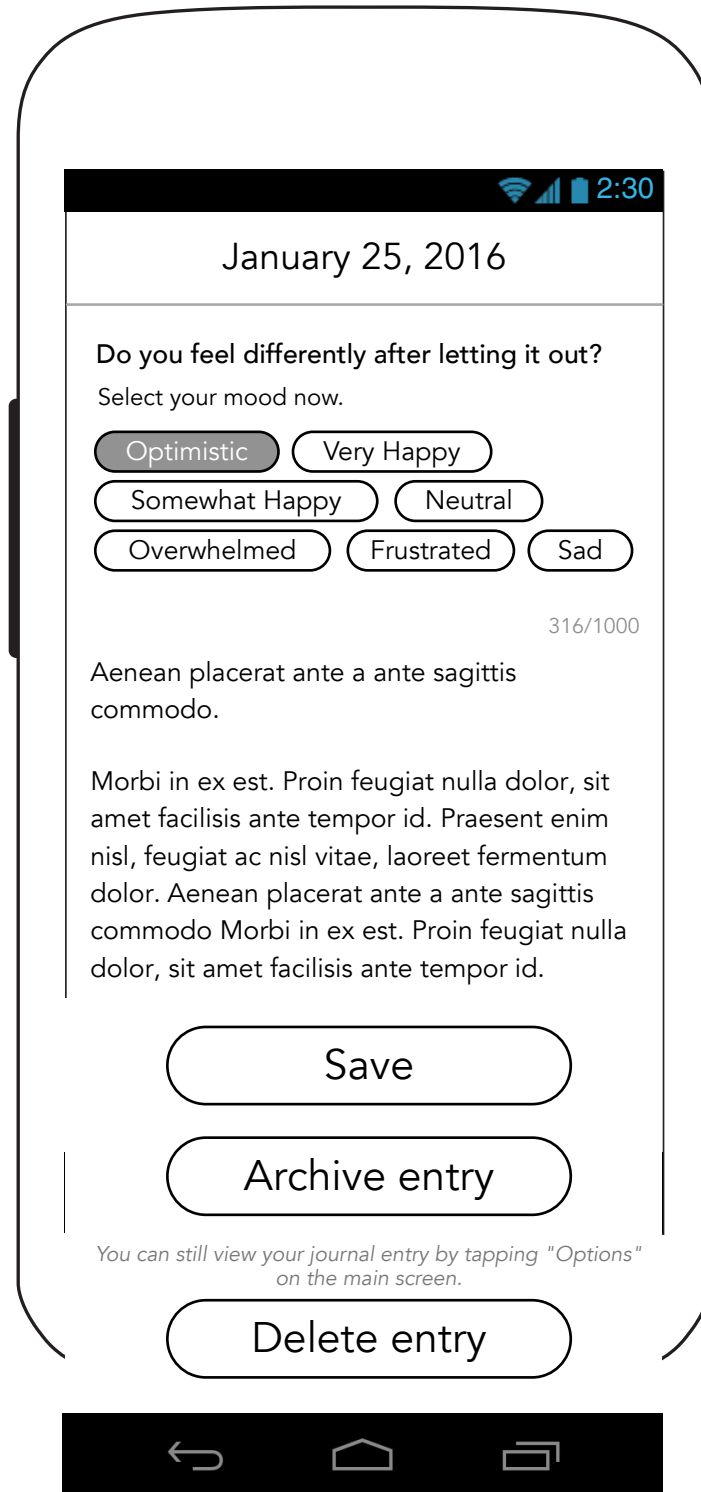 2:30
January 25, 2016
Do you feel differently after letting it out?
Select your mood now.
Optimistic Very Happy
Somewhat Happy Neutral
Overwhelmed Frustrated Sad
316/1000
Aenean placerat ante a ante sagittis
commodo.
Morbi in ex est. Proin feugiat nulla dolor, sit
amet facilisis ante tempor id. Praesent enim
nisl, feugiat ac nisl vitae, laoreet fermentum
dolor. Aenean placerat ante a ante sagittis
commodo Morbi in ex est. Proin feugiat nulla
dolor, sit amet facilisis ante tempor id.
Save
Archive entry
You can still view your journal entry by tapping "Options"
on the main screen.
Delete entry